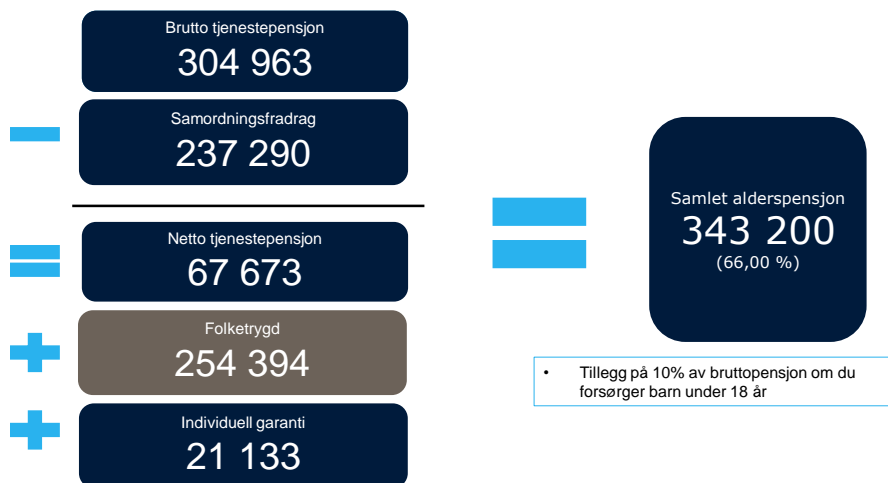 Brutto tjenestepensjon
304 963
Samordningsfradrag
237 290
Netto tjenestepensjon
67 673
Folketrygd
254 394
Individuell garanti
21 133
Samlet alderspensjon
343 200
(66,00 %)
• Tillegg på 10% av bruttopensjon om du
forsørger barn under 18 år